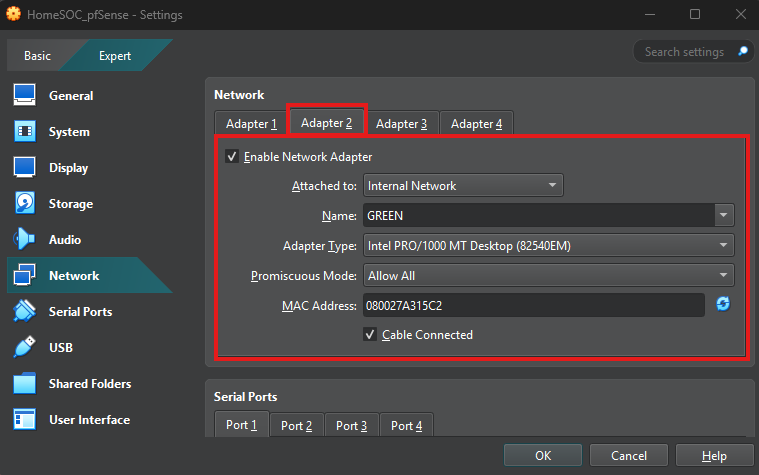 HomeSOC_pfSense - Settings
Basic
Expert
Search settings
General
System
Display
Storage
Audio
Network
Serial Ports
USB
Shared Folders
User Interface
Network
Adapter 1
Adapter 2
Adapter 3
Adapter 4
Enable Network Adapter
Attached to: Internal Network
Name: GREEN
Adapter Type: Intel PRO/1000 MT Desktop (82540EM)
Promiscuous Mode: Allow All
MAC Address: 080027A315C2
Cable Connected
Serial Ports
Port 1
Port 2
Port 3
Port 4
OK
Cancel
Help